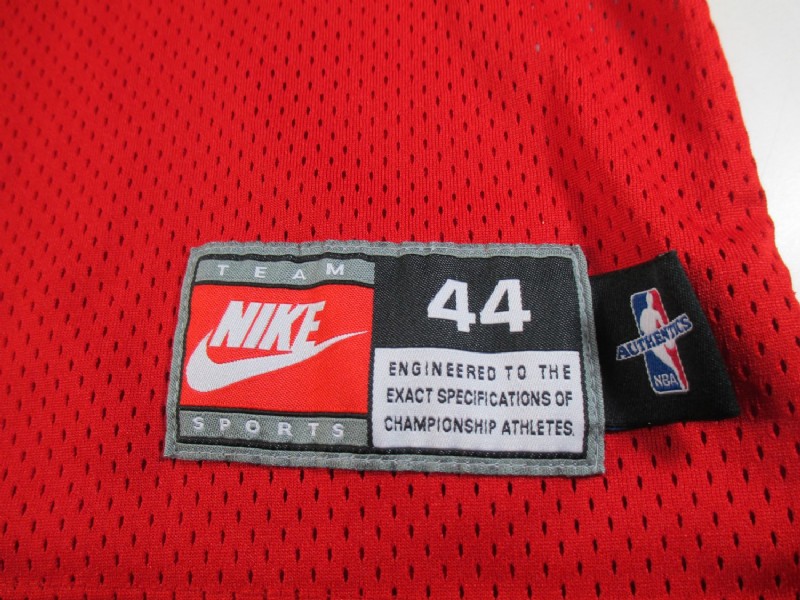 TEAM
NIKE
SPORTS
44
ENGINEERED TO THE
EXACT SPECIFICATIONS OF
CHAMPIONSHIP ATHLETES.
AUTHENTICS
NBA